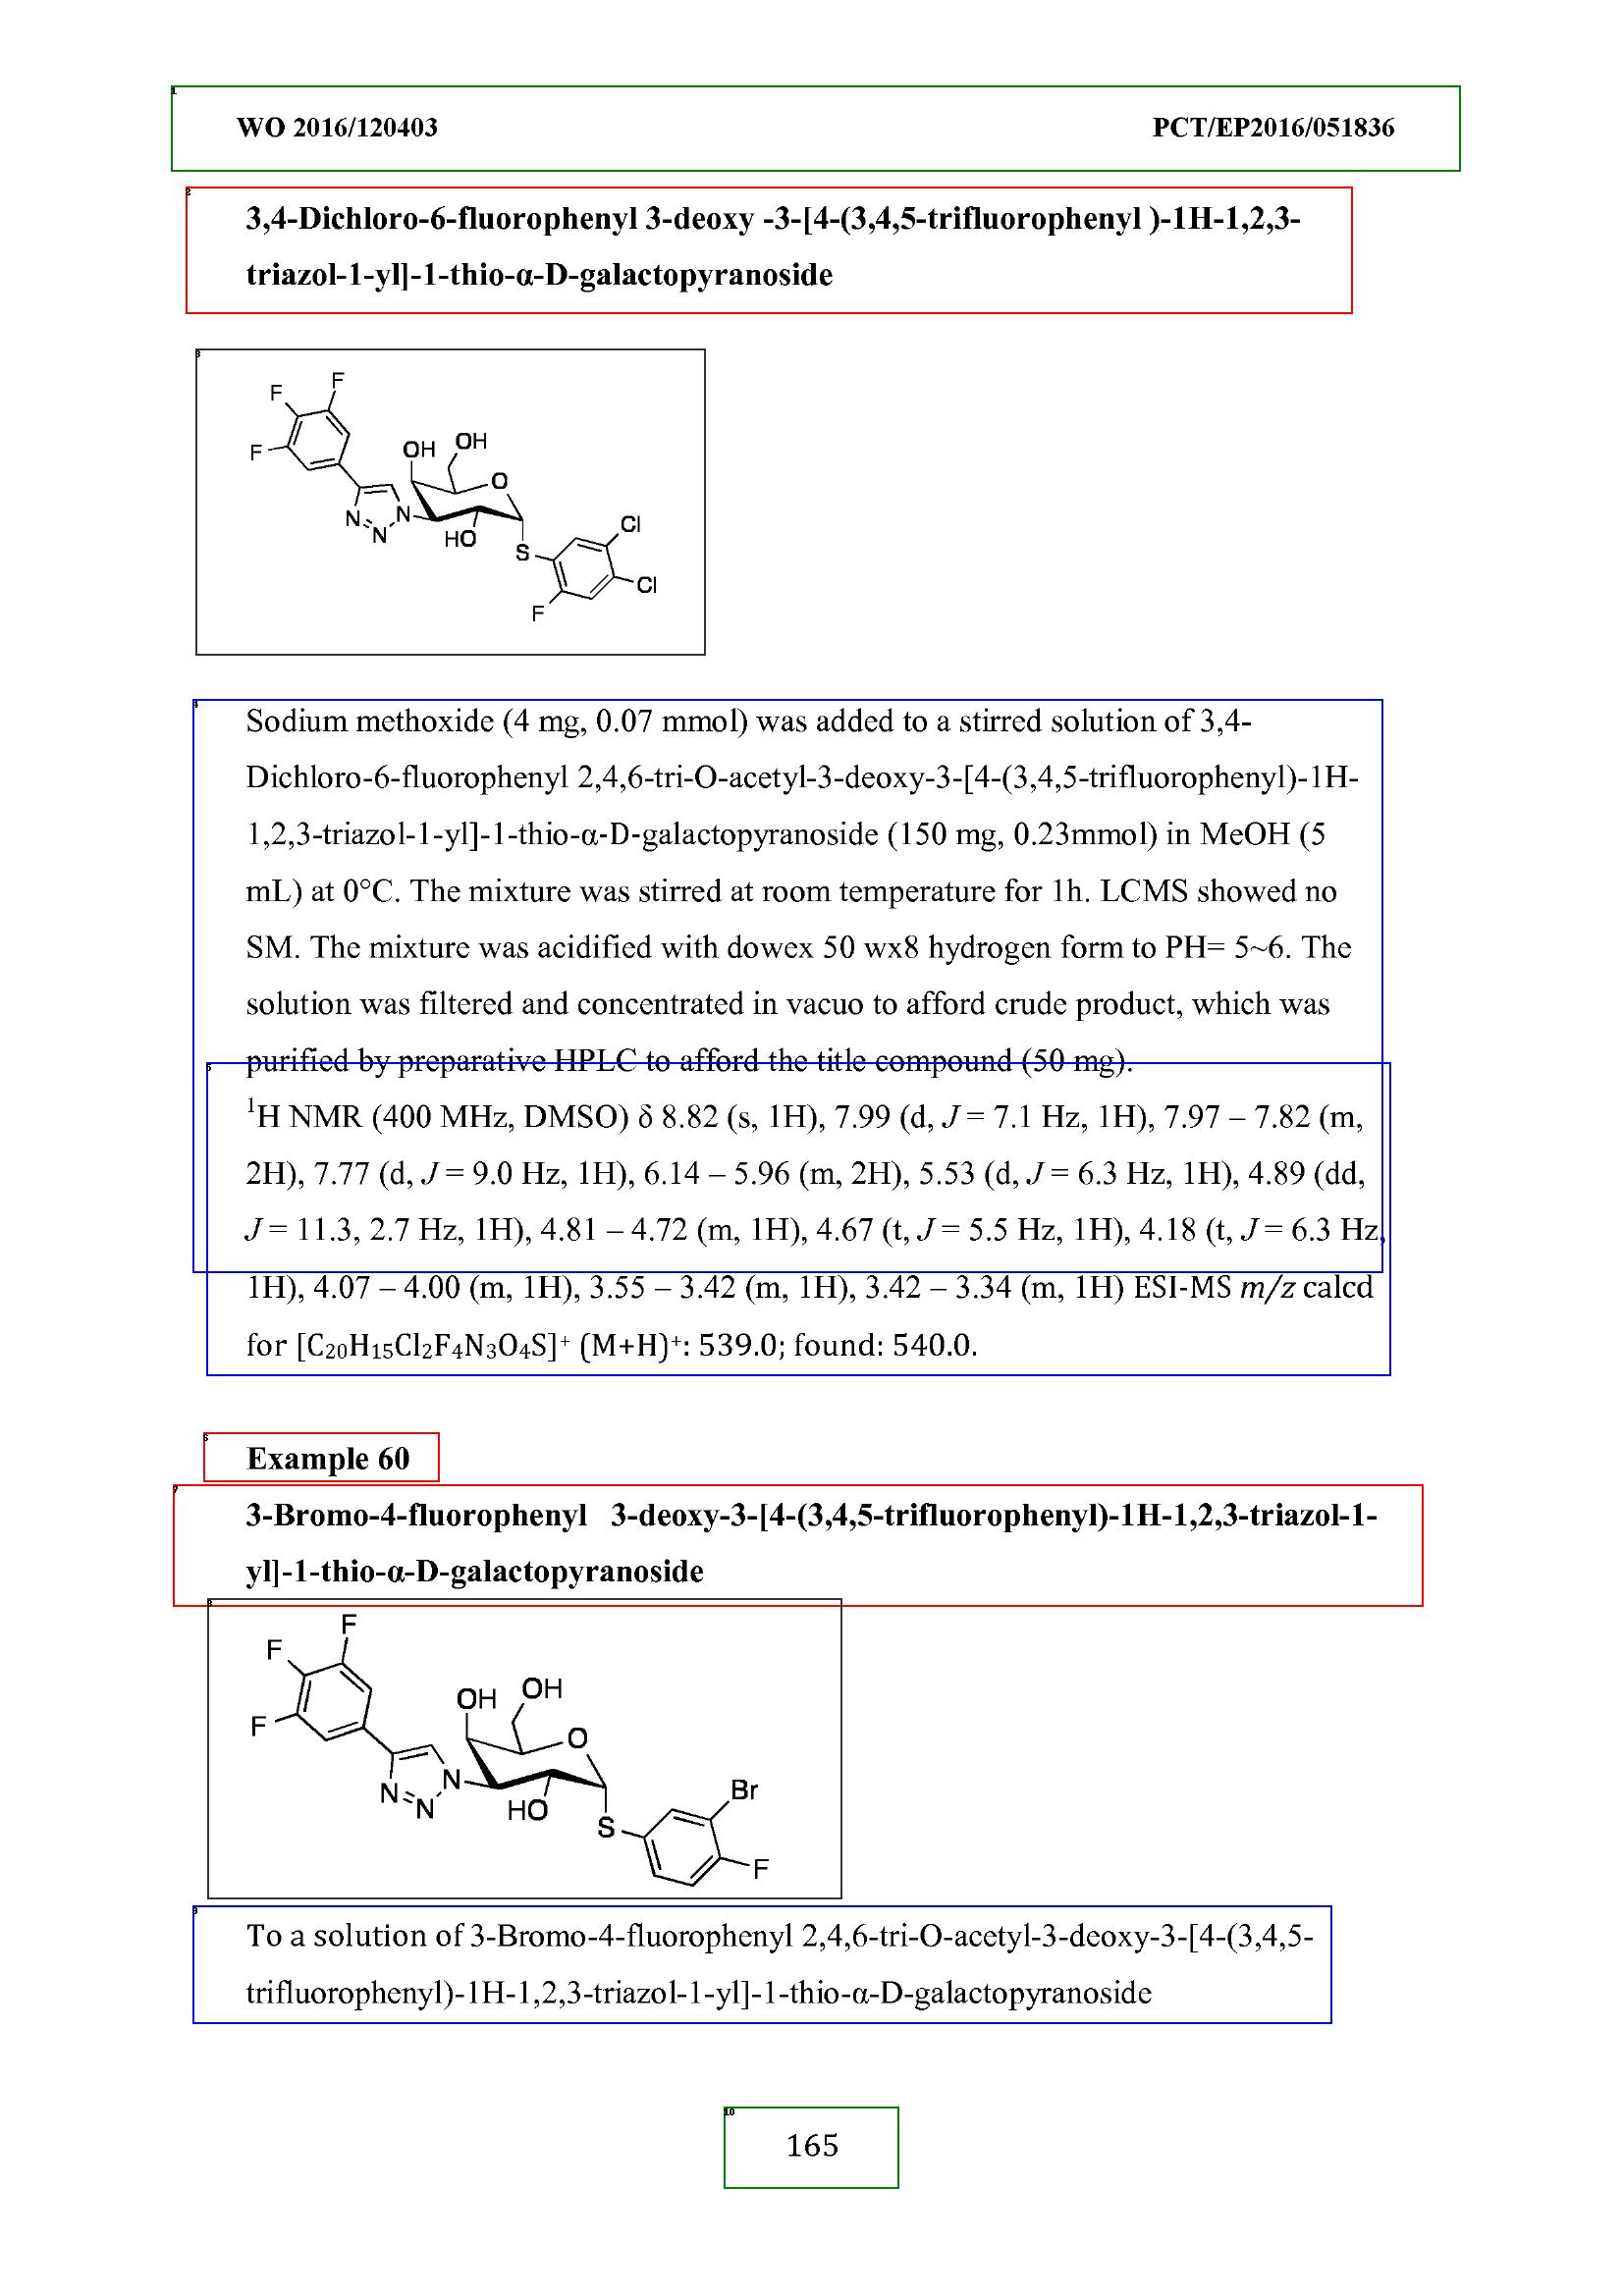 WO 2016/120403 PCT/EP2016/051836
3,4-Dichloro-6-fluorophenyl 3-deoxy -3-[4-(3,4,5-trifluorophenyl )-1H-1,2,3-
triazol-1-yl]-1-thio-α-D-galactopyranoside
F
F
F
OH
OH
O
N
N
N
HO
S
Cl
Cl
F
Sodium methoxide (4 mg, 0.07 mmol) was added to a stirred solution of 3,4-
Dichloro-6-fluorophenyl 2,4,6-tri-O-acetyl-3-deoxy-3-[4-(3,4,5-trifluorophenyl)-1H-
1,2,3-triazol-1-yl]-1-thio-α-D-galactopyranoside (150 mg, 0.23mmol) in MeOH (5
mL) at 0°C. The mixture was stirred at room temperature for 1h. LCMS showed no
SM. The mixture was acidified with dowex 50 wx8 hydrogen form to PH= 5~6. The
solution was filtered and concentrated in vacuo to afford crude product, which was
purified by preparative HPLC to afford the title compound (50 mg).
¹H NMR (400 MHz, DMSO) δ 8.82 (s, 1H), 7.99 (d, J = 7.1 Hz, 1H), 7.97 – 7.82 (m,
2H), 7.77 (d, J = 9.0 Hz, 1H), 6.14 – 5.96 (m, 2H), 5.53 (d, J = 6.3 Hz, 1H), 4.89 (dd,
J = 11.3, 2.7 Hz, 1H), 4.81 – 4.72 (m, 1H), 4.67 (t, J = 5.5 Hz, 1H), 4.18 (t, J = 6.3 Hz,
1H), 4.07 – 4.00 (m, 1H), 3.55 – 3.42 (m, 1H), 3.42 – 3.34 (m, 1H) ESI-MS m/z calcd
for [C₂₀H₁₅Cl₂F₄N₃O₄S]⁺ (M+H)⁺: 539.0; found: 540.0.
Example 60
3-Bromo-4-fluorophenyl 3-deoxy-3-[4-(3,4,5-trifluorophenyl)-1H-1,2,3-triazol-1-
yl]-1-thio-α-D-galactopyranoside
F
F
F
OH
OH
O
N
N
N
HO
S
Br
F
To a solution of 3-Bromo-4-fluorophenyl 2,4,6-tri-O-acetyl-3-deoxy-3-[4-(3,4,5-
trifluorophenyl)-1H-1,2,3-triazol-1-yl]-1-thio-α-D-galactopyranoside
165